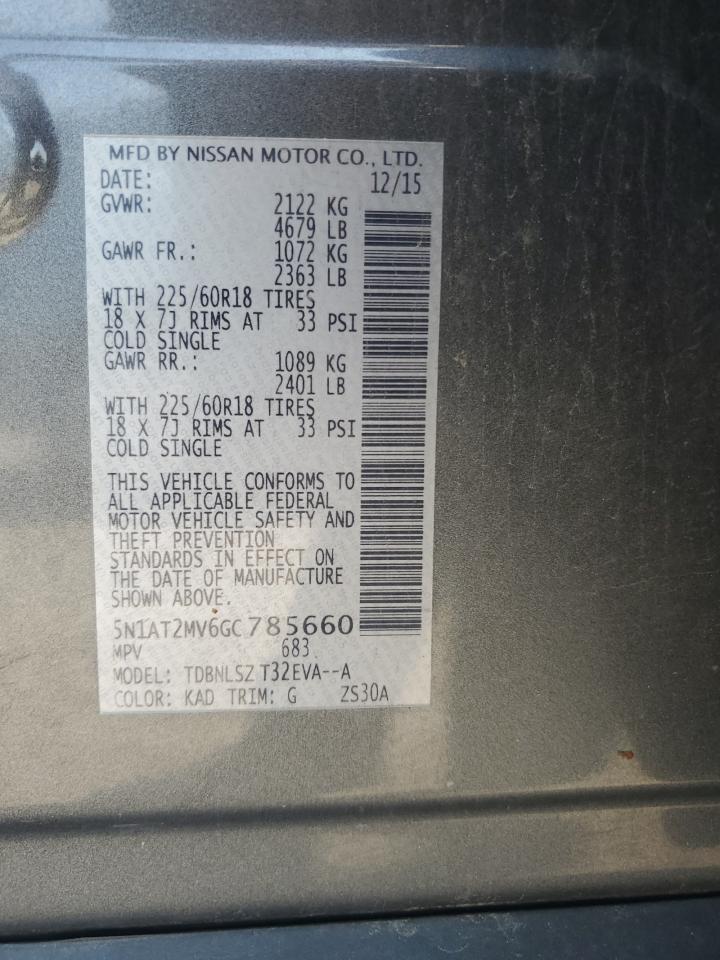 MFD BY NISSAN MOTOR CO., LTD.
DATE: 12/15
GVWR: 2122 KG
4679 LB
GAWR FR.: 1072 KG
2363 LB
WITH 225/60R18 TIRES
18 X 7J RIMS AT 33 PSI
COLD SINGLE
GAWR RR.: 1089 KG
2401 LB
WITH 225/60R18 TIRES
18 X 7J RIMS AT 33 PSI
COLD SINGLE
THIS VEHICLE CONFORMS TO
ALL APPLICABLE FEDERAL
MOTOR VEHICLE SAFETY AND
THEFT PREVENTION
STANDARDS IN EFFECT ON
THE DATE OF MANUFACTURE
SHOWN ABOVE.
5N1AT2MV6GC785660
MPV 683
MODEL: TDBNLSZ T32EVA--A
COLOR: KAD TRIM: G ZS30A